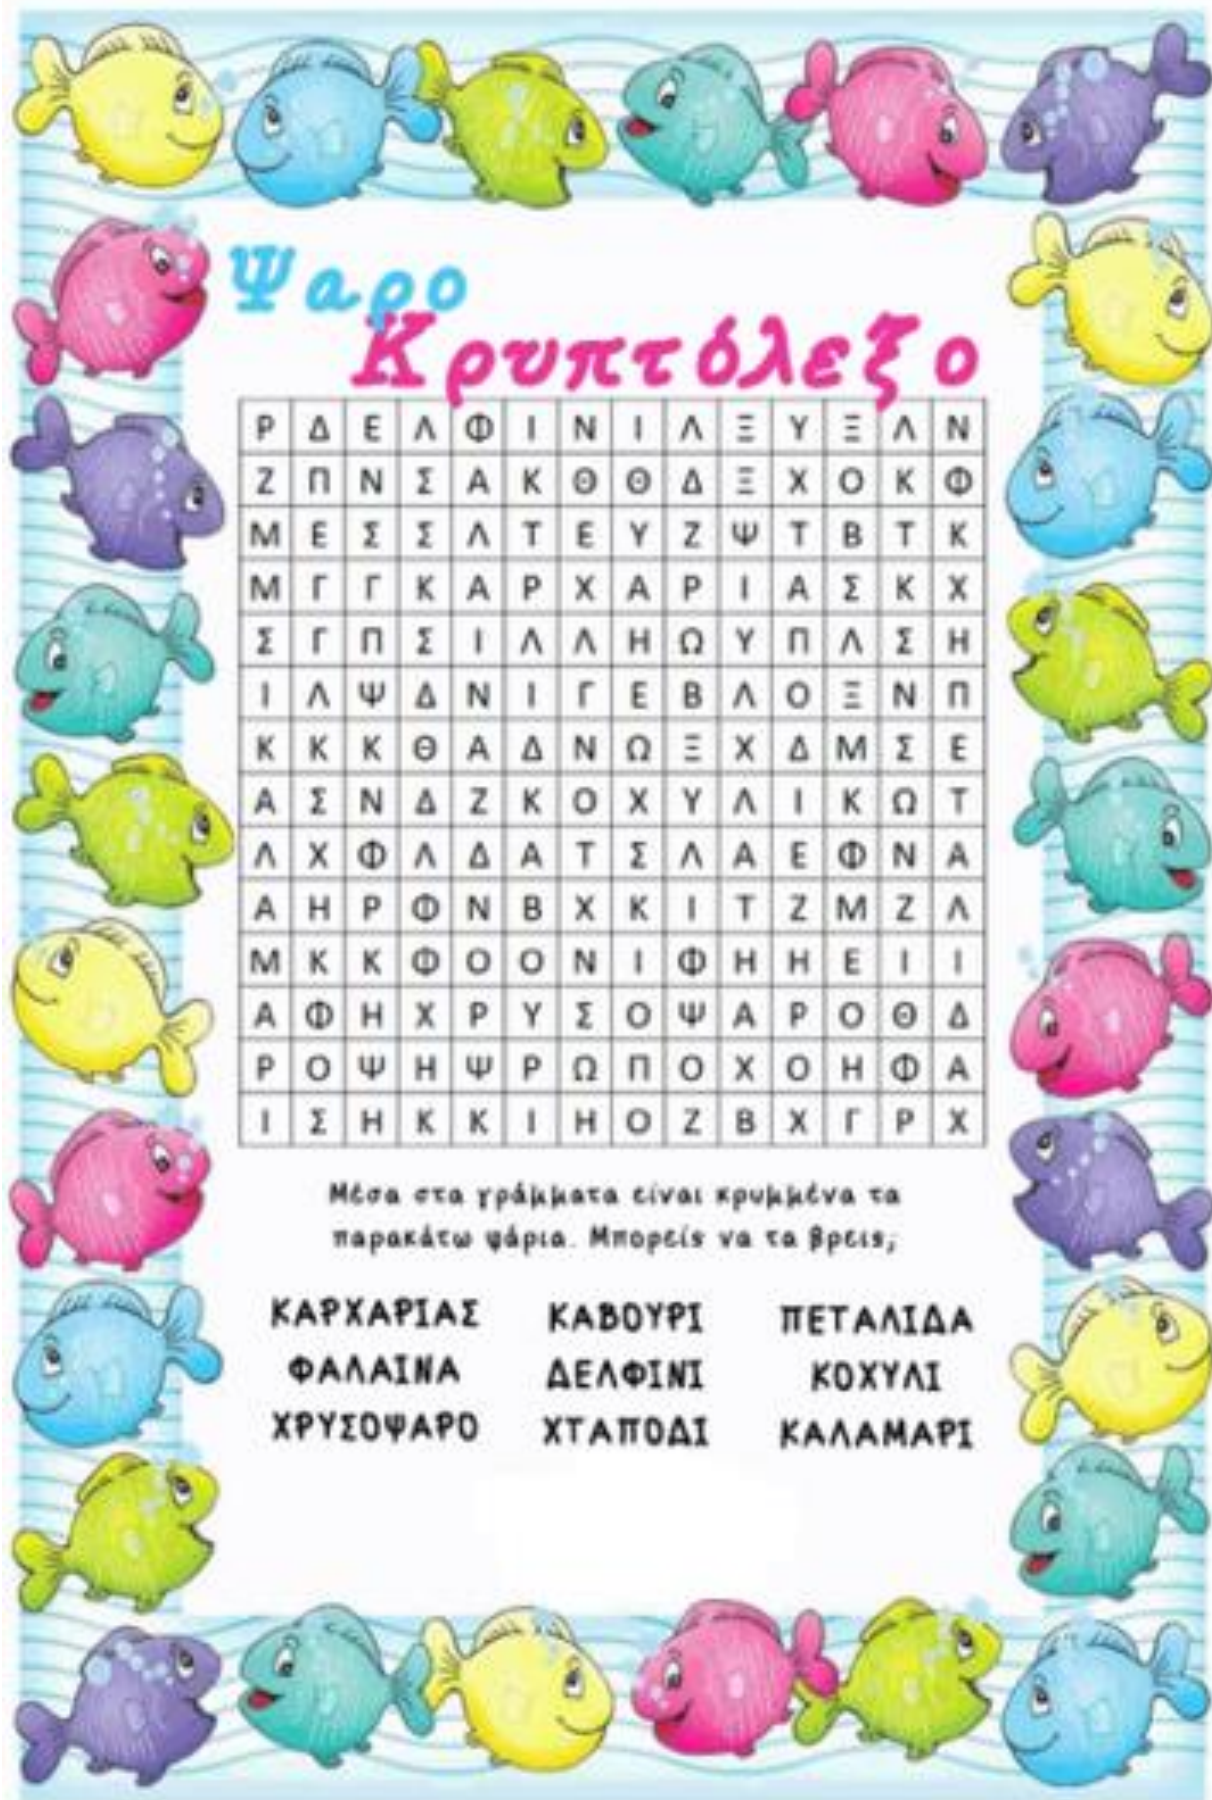 Ψαρο
Κρυπτόλεξο
Ρ Δ Ε Λ Φ Ι Ν Ι Λ Ξ Υ Ξ Λ Ν
Ζ Π Ν Σ Α Κ Θ Θ Δ Ξ Χ Ο Κ Φ
Μ Ε Σ Σ Λ Τ Ε Υ Ζ Ψ Τ Β Τ Κ
Μ Γ Γ Κ Α Ρ Χ Α Ρ Ι Α Σ Κ Χ
Σ Γ Π Σ Ι Λ Λ Η Ω Υ Π Λ Σ Η
Ι Λ Ψ Δ Ν Ι Γ Ε Β Λ Ο Ξ Ν Π
Κ Κ Κ Θ Α Δ Ν Ω Ξ Χ Δ Μ Σ Ε
Α Σ Ν Δ Ζ Κ Ο Χ Υ Λ Ι Κ Ω Τ
Λ Χ Φ Λ Δ Α Τ Σ Λ Α Ε Φ Ν Α
Α Η Ρ Φ Ν Β Χ Κ Ι Τ Ζ Μ Ζ Λ
Μ Κ Κ Φ Ο Ο Ν Ι Φ Η Η Ε Ι Ι
Α Φ Η Χ Ρ Υ Σ Ο Ψ Α Ρ Ο Θ Δ
Ρ Ο Ψ Η Ψ Ρ Ω Π Ο Χ Ο Η Φ Α
Ι Σ Η Κ Κ Ι Η Ο Ζ Β Χ Γ Ρ Χ
Μέσα στα γράμματα είναι κρυμμένα τα
παρακάτω ψάρια. Μπορείς να τα βρεις;
ΚΑΡΧΑΡΙΑΣ ΚΑΒΟΥΡΙ ΠΕΤΑΛΙΔΑ
ΦΑΛΑΙΝΑ ΔΕΛΦΙΝΙ ΚΟΧΥΛΙ
ΧΡΥΣΟΨΑΡΟ ΧΤΑΠΟΔΙ ΚΑΛΑΜΑΡΙ